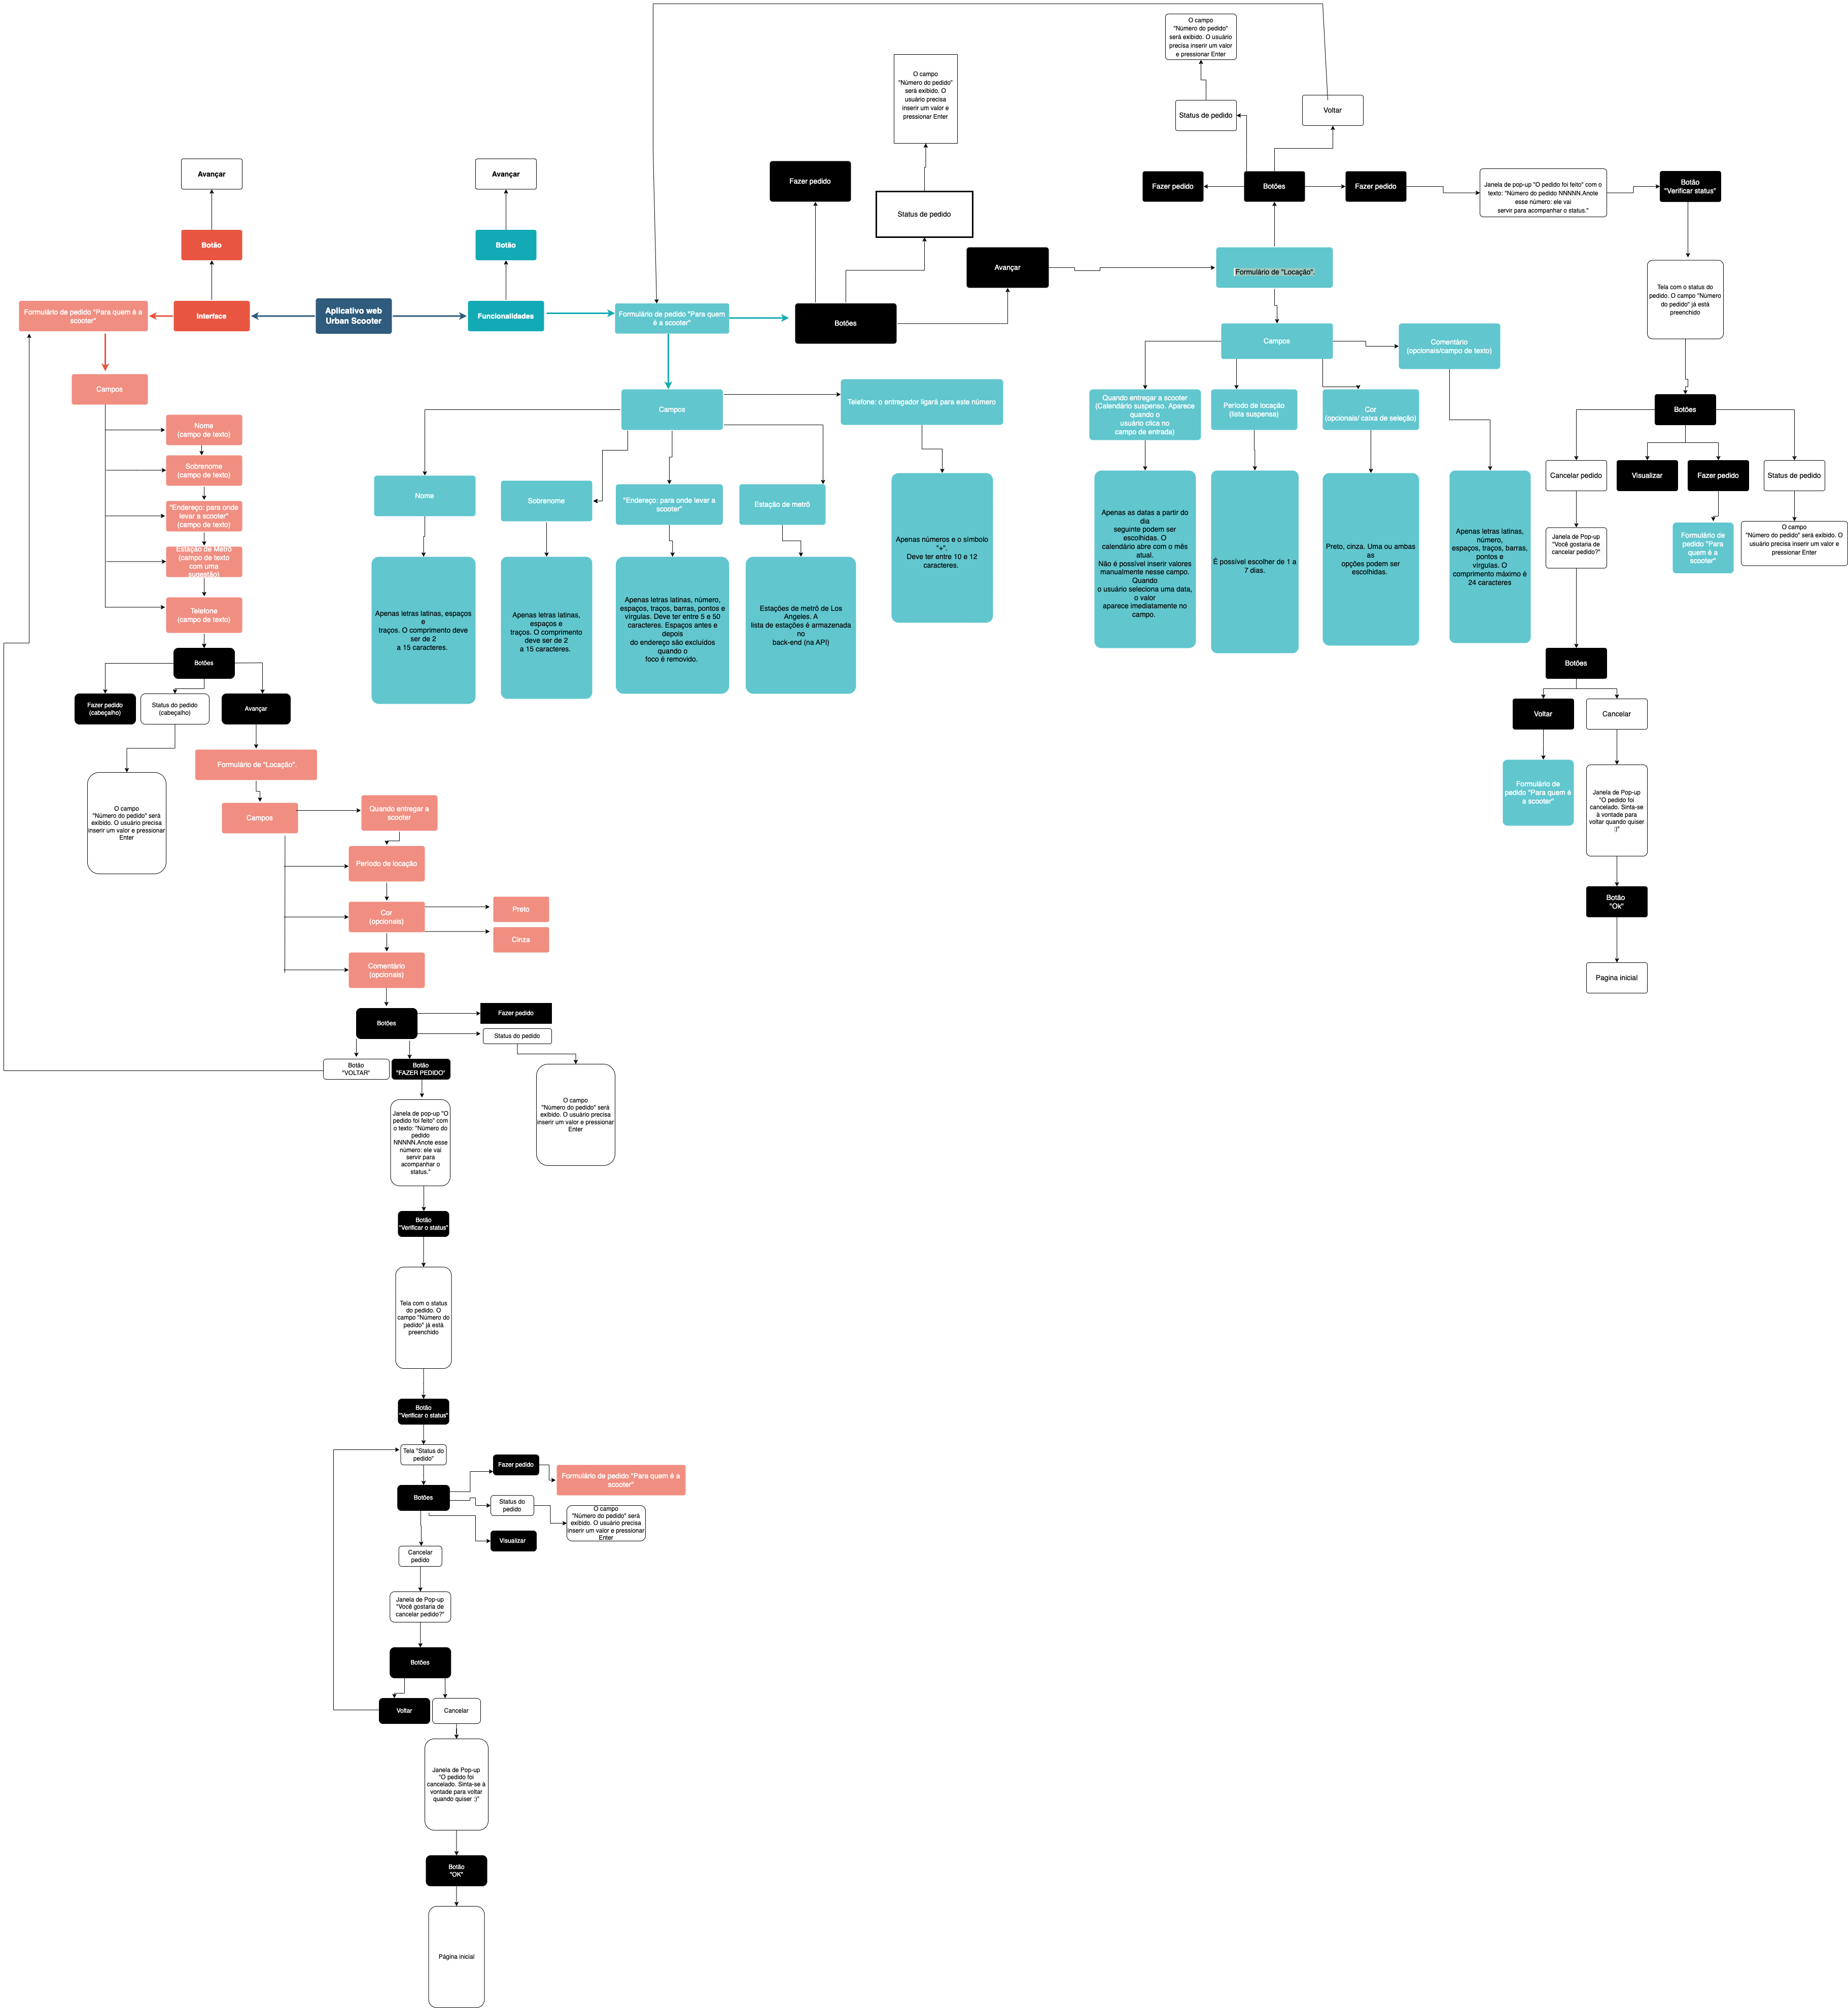 O campo
"Número do pedido"
será exibido. O usuário
precisa inserir um valor
e pressionar Enter
O campo
"Número do pedido"
será exibido. O
usuário precisa
inserir um valor e
pressionar Enter
Status de pedido
Voltar
Avançar
Avançar
Fazer pedido
Fazer pedido
Botões
Fazer pedido
Janela de pop-up "O pedido foi feito" com o
texto: "Número do pedido NNNNN.Anote
esse número: ele vai
servir para acompanhar o status."
Botão
"Verificar status"
Status de pedido
Botão
Botão
Avançar
Formulário de "Locação".
Tela com o status do
pedido. O campo "Número
do pedido" já está
preenchido
Formulário de pedido "Para quem é a
scooter"
Interface
Aplicativo web
Urban Scooter
Funcionalidades
Formulário de pedido "Para quem
é a scooter"
Botões
Campos
Comentário
(opcionais/campo de texto)
Campos
Campos
Telefone: o entregador ligará para este número
Quando entregar a scooter
(Calendário suspenso. Aparece
quando o
usuário clica no
campo de entrada)
Período de locação
(lista suspensa)
Cor
(opcionais/ caixa de seleção)
Botões
Nome
(campo de texto)
Sobrenome
(campo de texto)
"Endereço: para onde
levar a scooter"
(campo de texto)
Estação de Metrô
(campo de texto
com uma
sugestão)
Telefone
(campo de texto)
Nome
Sobrenome
"Endereço: para onde levar a
scooter"
Estação de metrô
Apenas números e o símbolo
"+".
Deve ter entre 10 e 12
caracteres.
Apenas as datas a partir do
dia
seguinte podem ser
escolhidas. O
calendário abre com o mês
atual.
Não é possível inserir valores
manualmente nesse campo.
Quando
o usuário seleciona uma data,
o valor
aparece imediatamente no
campo.
É possível escolher de 1 a
7 dias.
Preto, cinza. Uma ou ambas
as
opções podem ser
escolhidas.
Apenas letras latinas,
número,
espaços, traços, barras,
pontos e
vírgulas. O
comprimento máximo é
24 caracteres
Cancelar pedido
Visualizar
Fazer pedido
Status de pedido
Janela de Pop-up
"Você gostaria de
cancelar pedido?"
Formulário de
pedido "Para
quem é a
scooter"
O campo
"Número do pedido" será exibido. O
usuário precisa inserir um valor e
pressionar Enter
Apenas letras latinas, espaços
e
traços. O comprimento deve
ser de 2
a 15 caracteres.
Apenas letras latinas,
espaços e
traços. O comprimento
deve ser de 2
a 15 caracteres.
Apenas letras latinas, número,
espaços, traços, barras, pontos e
vírgulas. Deve ter entre 5 e 50
caracteres. Espaços antes e
depois
do endereço são excluídos
quando o
foco é removido.
Estações de metrô de Los
Angeles. A
lista de estações é armazenada
no
back-end (na API)
Botões
Botões
Fazer pedido
(cabeçalho)
Status do pedido
(cabeçalho)
Avançar
Voltar
Cancelar
Formulário de "Locação".
O campo
"Número do pedido" será
exibido. O usuário precisa
inserir um valor e pressionar
Enter
Campos
Quando entregar a
scooter
Formulário de
pedido "Para quem é
a scooter"
Janela de Pop-up
"O pedido foi
cancelado. Sinta-se
à vontade para
voltar quando quiser
:)"
Período de locação
Cor
(opcionais)
Preto
Cinza
Botão
"Ok"
Comentário
(opcionais)
Pagina inicial
Botões
Fazer pedido
Status do pedido
Botão
"VOLTAR"
Botão
"FAZER PEDIDO"
O campo
"Número do pedido" será
exibido. O usuário precisa
inserir um valor e pressionar
Enter
Janela de pop-up "O
pedido foi feito" com
o texto: "Número do
pedido
NNNNN.Anote esse
número: ele vai
servir para
acompanhar o
status."
Botão
"Verificar o status"
Tela com o status
do pedido. O
campo "Número do
pedido" já está
preenchido
Botão
"Verificar o status"
Tela "Status do
pedido"
Fazer pedido
Formulário de pedido "Para quem é a
scooter"
Botões
Status do
pedido
O campo
"Número do pedido" será
exibido. O usuário precisa
inserir um valor e pressionar
Enter
Visualizar
Cancelar
pedido
Janela de Pop-up
"Você gostaria de
cancelar pedido?"
Botões
Voltar
Cancelar
Janela de Pop-up
"O pedido foi
cancelado. Sinta-se à
vontade para voltar
quando quiser :)"
Botão
"OK"
Página inicial